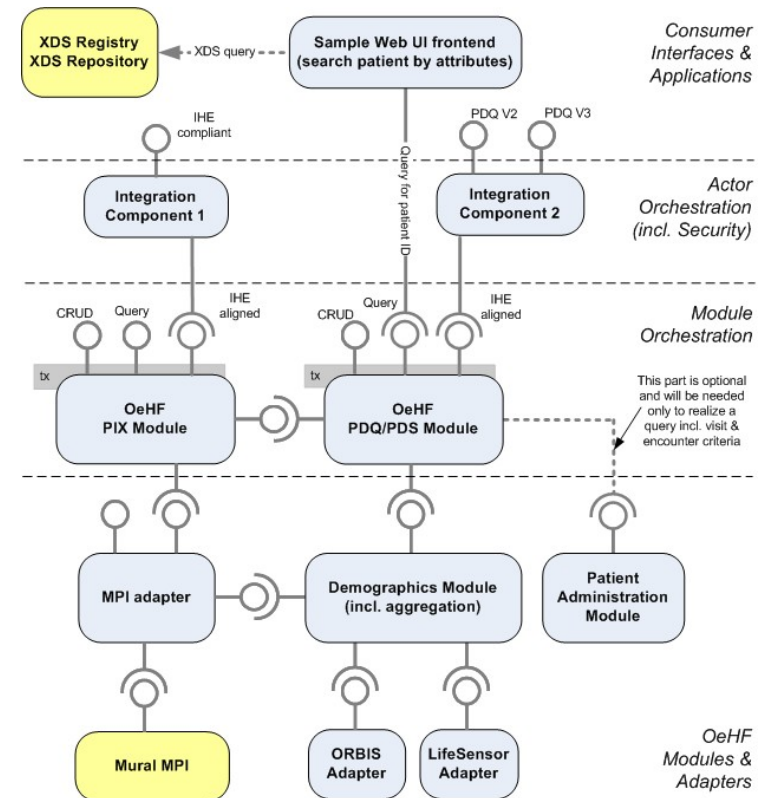 XDS Registry
XDS Repository
XDS query
Sample Web UI frontend
(search patient by attributes)
Consumer
Interfaces &
Applications
IHE
compliant
PDQ V2
PDQ V3
Query for patient ID
Integration
Component 1
Integration
Component 2
Actor
Orchestration
(incl. Security)
CRUD
Query
IHE
aligned
CRUD
Query
IHE
aligned
Module
Orchestration
tx
OeHF
PIX Module
tx
OeHF
PDQ/PDS Module
This part is optional
and will be needed
only to realize a
query incl. visit &
encounter criteria
MPI adapter
Demographics Module
(incl. aggregation)
Patient
Administration
Module
Mural MPI
ORBIS
Adapter
LifeSensor
Adapter
OeHF
Modules &
Adapters